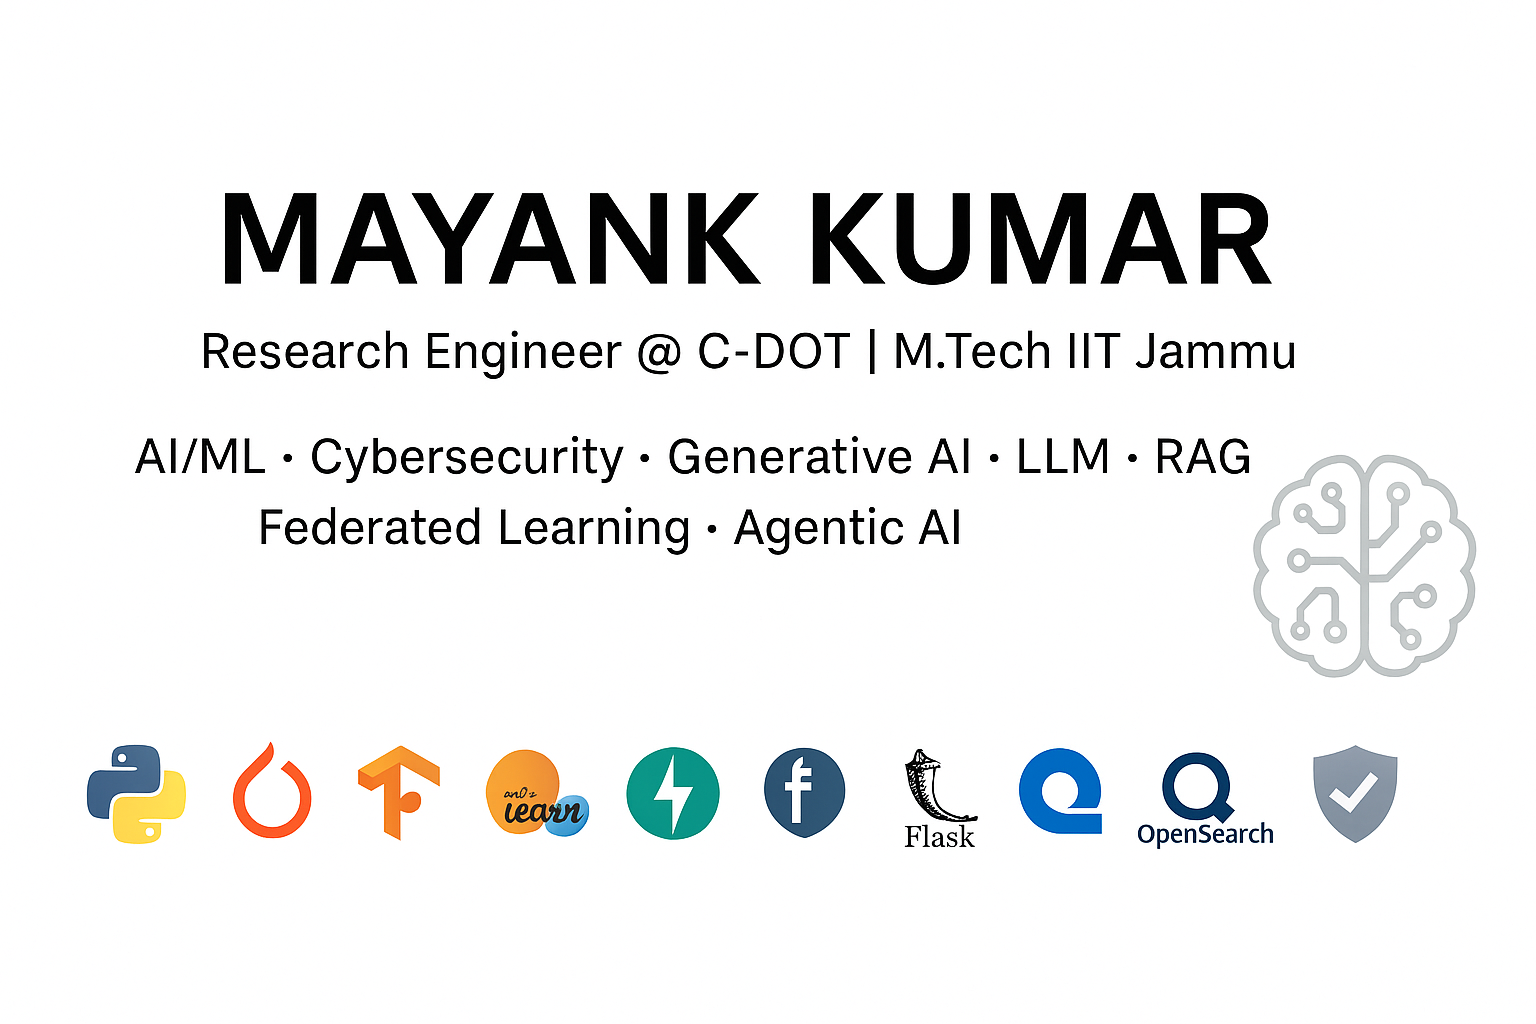 MAYANK KUMAR
Research Engineer @ C-DOT | M.Tech IIT Jammu
AI/ML · Cybersecurity · Generative AI · LLM · RAG
Federated Learning · Agentic AI
learn
f
Flask
OpenSearch